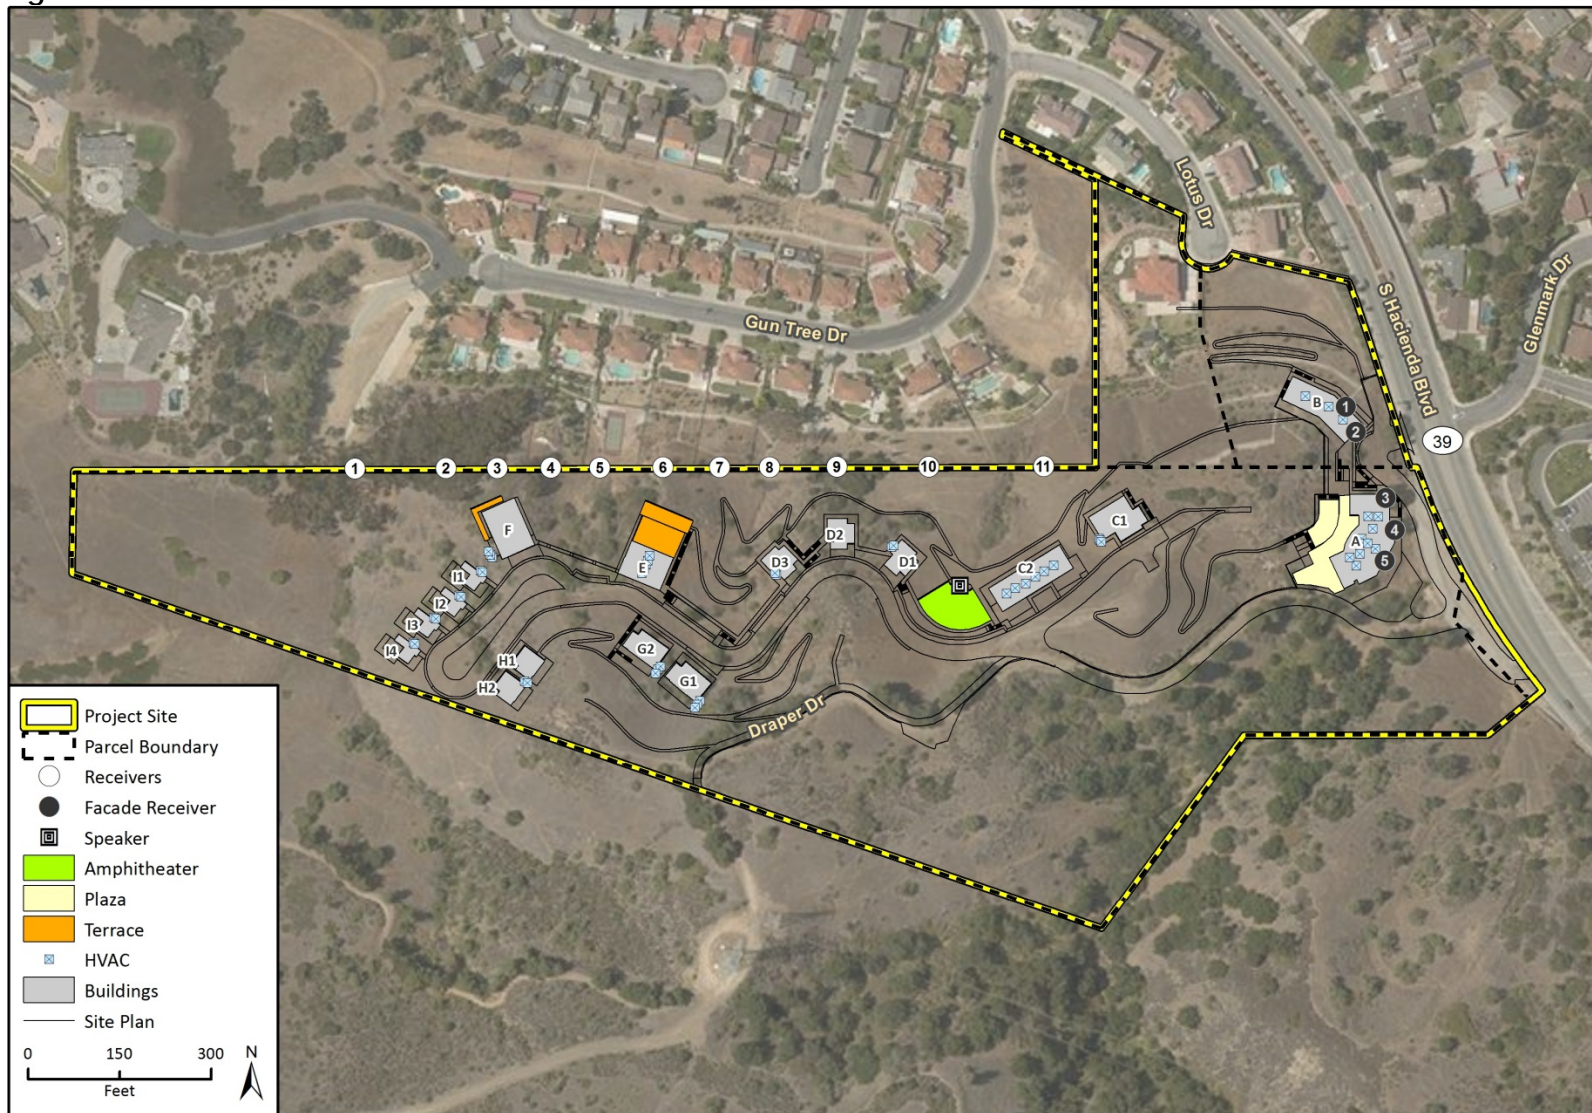 Lotus Dr
S Hacienda Blvd
Glenmark Dr
Gun Tree Dr
39
B
1
2
3
A
4
5
1
2
3
4
5
6
7
8
9
10
11
F
E
D3
D2
D1
C2
C1
I1
I2
I3
I4
H1
H2
G2
G1
Draper Dr
Project Site
Parcel Boundary
Receivers
Facade Receiver
Speaker
Amphitheater
Plaza
Terrace
HVAC
Buildings
Site Plan
0 150 300
Feet
N